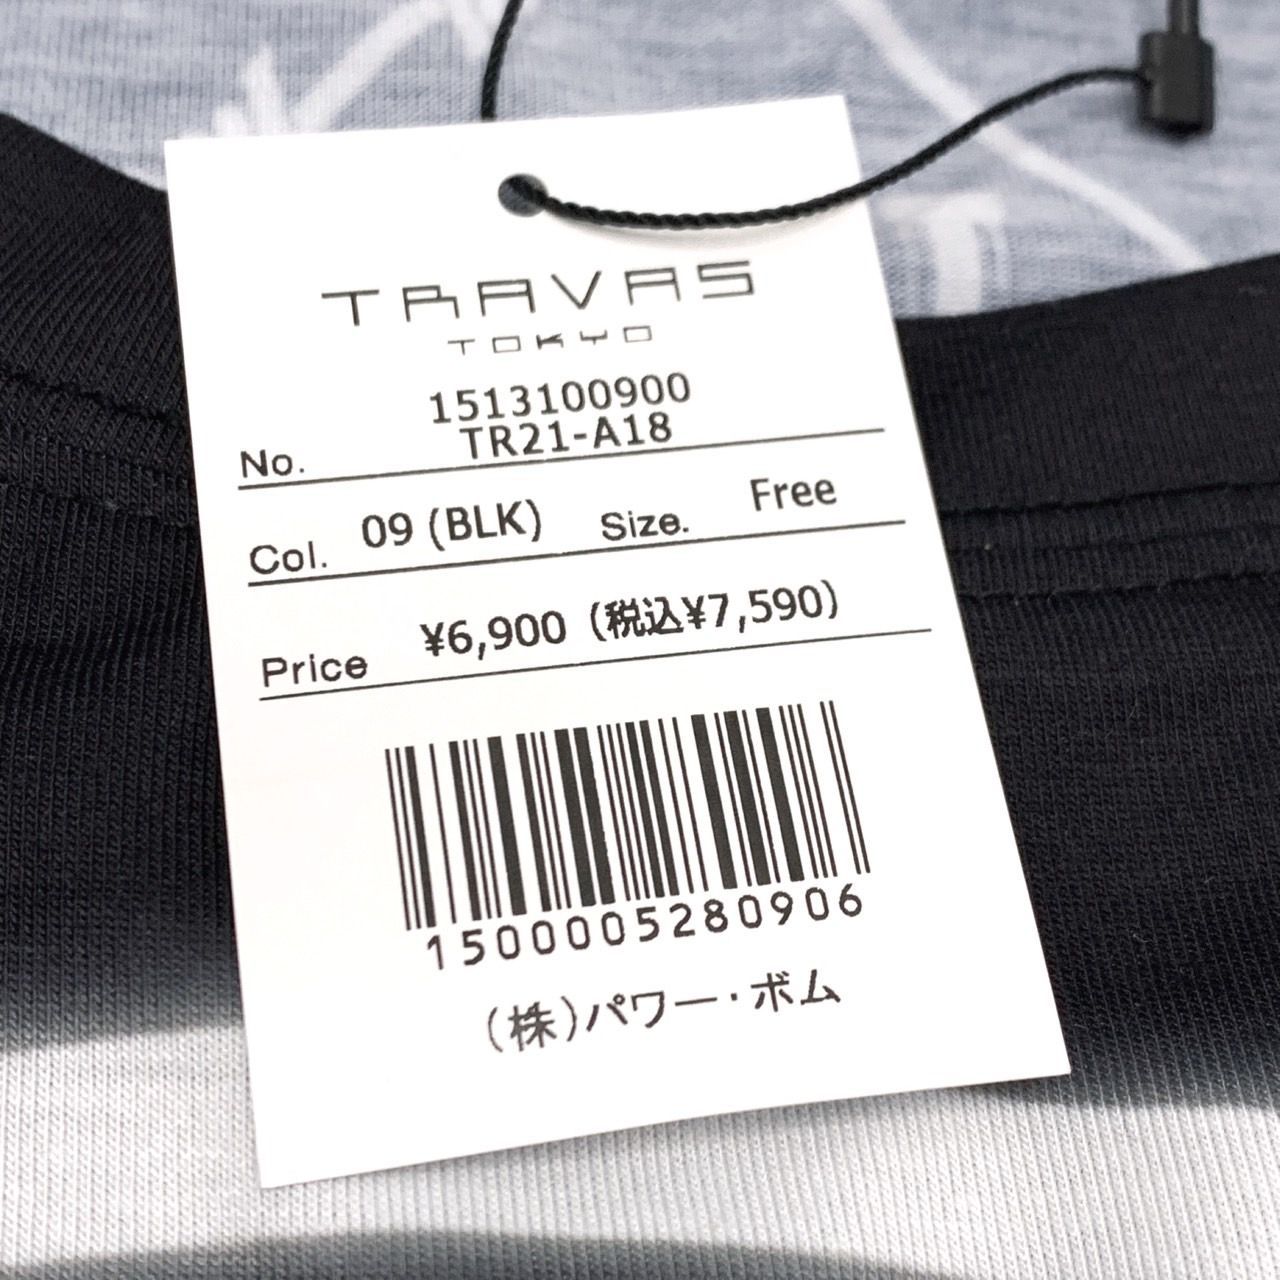 TRAVAS
TOKYO
1513100900
No. TR21-A18
Col. 09 (BLK) Size. Free
Price ¥6,900 (税込¥7,590)
1500005280906
(株)パワー・ボム